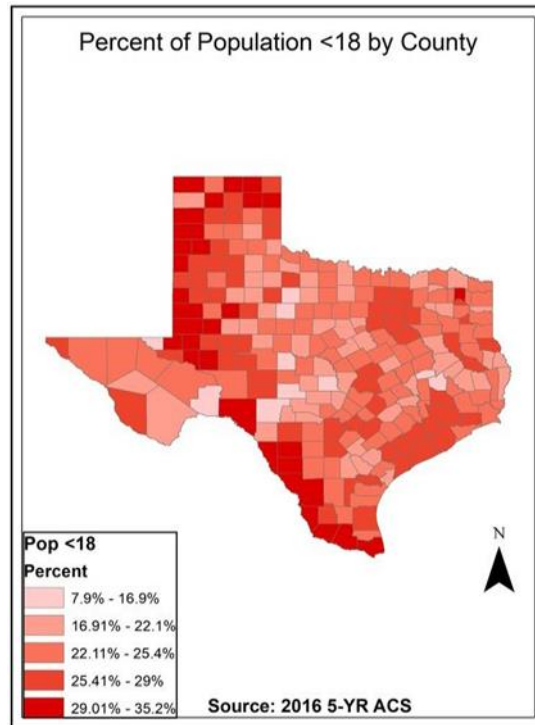 Percent of Population <18 by County
N
Pop <18
Percent
7.9% - 16.9%
16.91% - 22.1%
22.11% - 25.4%
25.41% - 29%
29.01% - 35.2%
Source: 2016 5-YR ACS